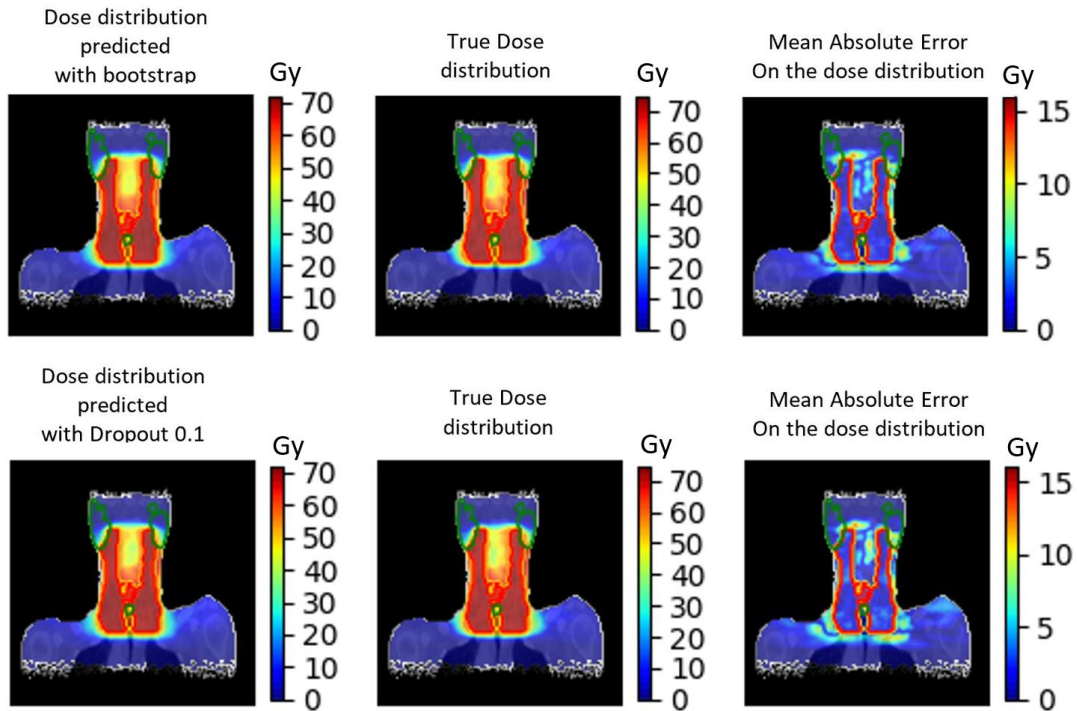 Dose distribution
predicted
with bootstrap
Gy
70
60
50
40
30
20
10
0
True Dose
distribution
Gy
70
60
50
40
30
20
10
0
Mean Absolute Error
On the dose distribution
Gy
15
10
5
0
Dose distribution
predicted
with Dropout 0.1
Gy
70
60
50
40
30
20
10
0
True Dose
distribution
Gy
70
60
50
40
30
20
10
0
Mean Absolute Error
On the dose distribution
Gy
15
10
5
0